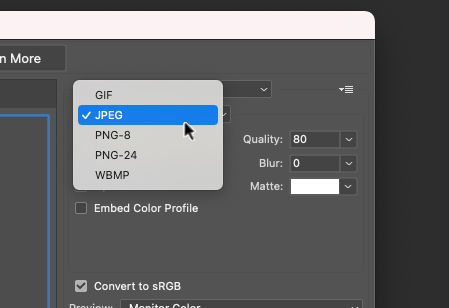 n More
GIF
JPEG
PNG-8
Quality: 80
PNG-24
Blur: 0
WBMP
Matte:
Embed Color Profile
Convert to sRGB
Preview: Monitor Color